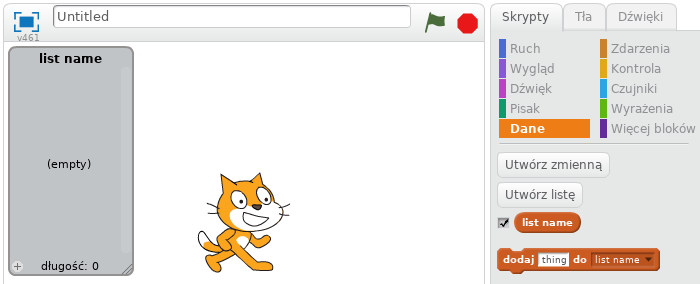 Untitled
v461
list name
(empty)
+ długość: 0
Skrypty Tła Dźwięki
Ruch Zdarzenia
Wygląd Kontrola
Dźwięk Czujniki
Pisak Wyrażenia
Dane Więcej bloków
Utwórz zmienną
Utwórz listę
list name
dodaj thing do list name